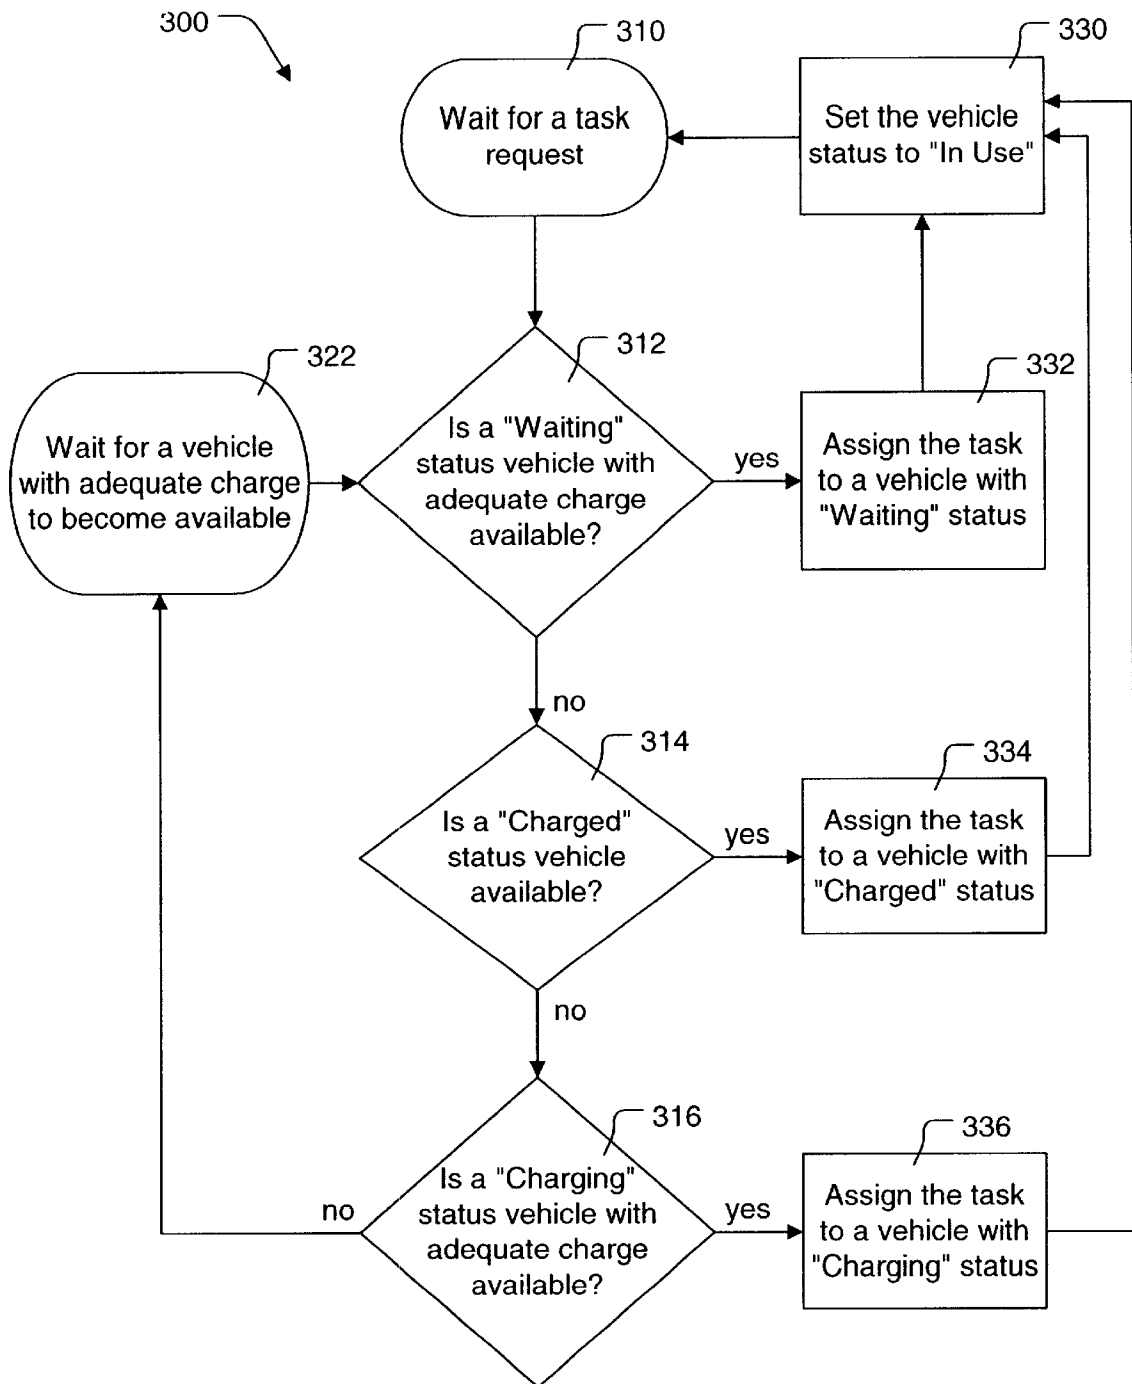 300
310
Wait for a task
request
330
Set the vehicle
status to "In Use"
322
Wait for a vehicle
with adequate charge
to become available
312
Is a "Waiting"
status vehicle with
adequate charge
available?
yes
332
Assign the task
to a vehicle with
"Waiting" status
no
314
Is a "Charged"
status vehicle
available?
yes
334
Assign the task
to a vehicle with
"Charged" status
no
316
Is a "Charging"
status vehicle with
adequate charge
available?
no
yes
336
Assign the task
to a vehicle with
"Charging" status